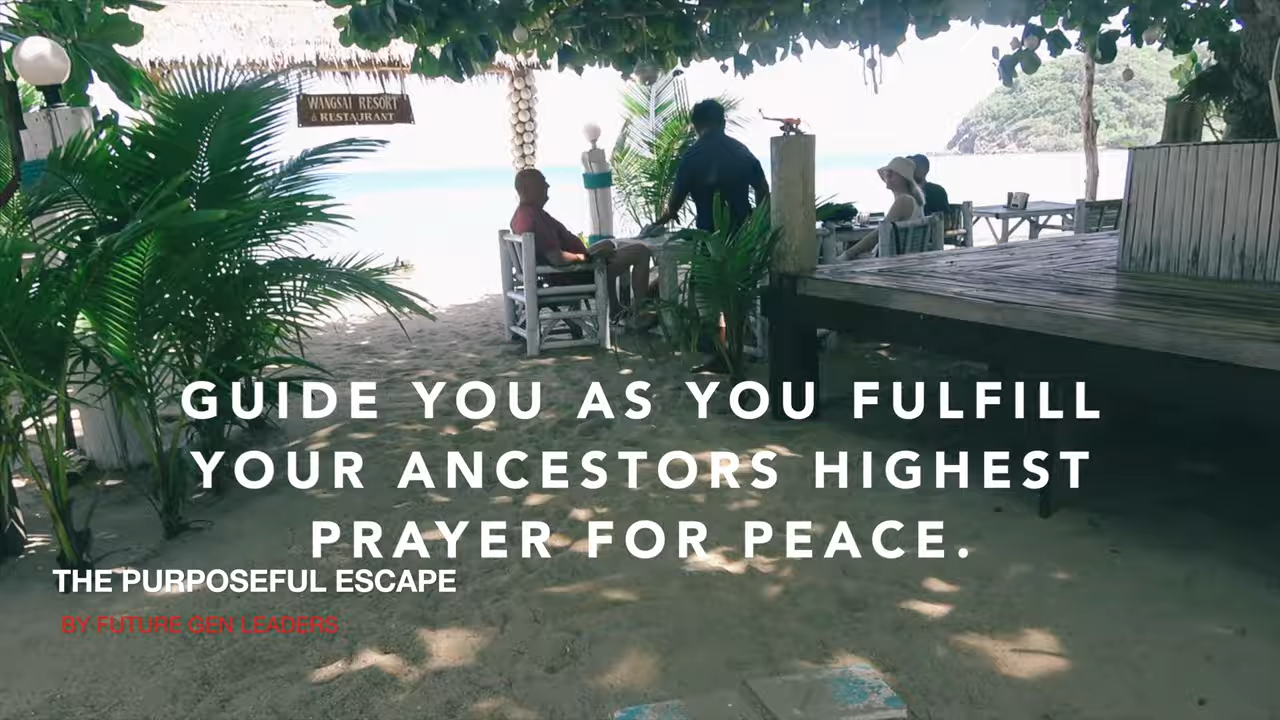 WANGSAI RESORT
& RESTAURANT
GUIDE YOU AS YOU FULFILL
YOUR ANCESTORS HIGHEST
PRAYER FOR PEACE.
THE PURPOSEFUL ESCAPE
BY FUTURE GEN LEADERS